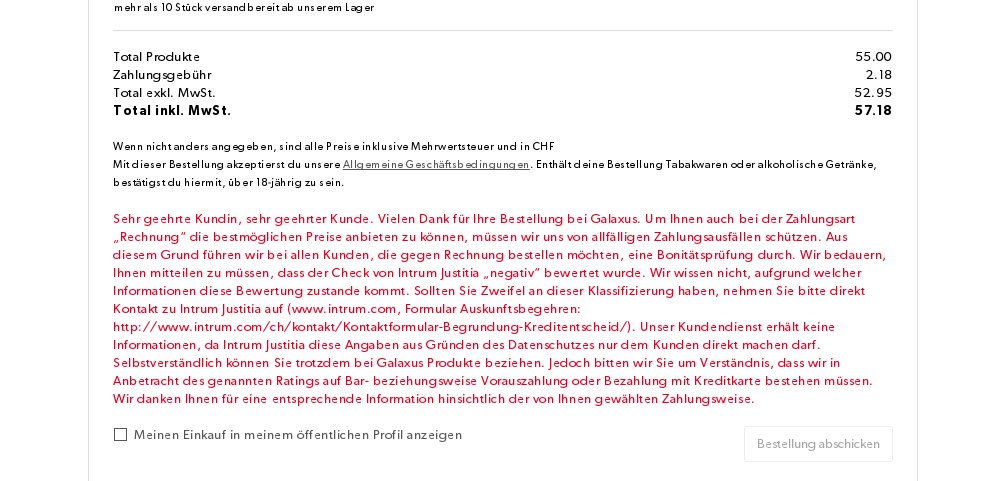 mehr als 10 Stück versandbereit ab unserem Lager
Total Produkte 55.00
Zahlungsgebühr 2.18
Total exkl. MwSt. 52.95
Total inkl. MwSt. 57.18
Wenn nicht anders angegeben, sind alle Preise inklusive Mehrwertsteuer und in CHF
Mit dieser Bestellung akzeptierst du unsere Allgemeine Geschäftsbedingungen. Enthält deine Bestellung Tabakwaren oder alkoholische Getränke,
bestätigst du hiermit, über 18-jährig zu sein.
Sehr geehrte Kundin, sehr geehrter Kunde. Vielen Dank für Ihre Bestellung bei Galaxus. Um Ihnen auch bei der Zahlungsart
„Rechnung“ die bestmöglichen Preise anbieten zu können, müssen wir uns von allfälligen Zahlungsausfällen schützen. Aus
diesem Grund führen wir bei allen Kunden, die gegen Rechnung bestellen möchten, eine Bonitätsprüfung durch. Wir bedauern,
Ihnen mitteilen zu müssen, dass der Check von Intrum Justitia „negativ“ bewertet wurde. Wir wissen nicht, aufgrund welcher
Informationen diese Bewertung zustande kommt. Sollten Sie Zweifel an dieser Klassifizierung haben, nehmen Sie bitte direkt
Kontakt zu Intrum Justitia auf (www.intrum.com, Formular Auskunftsbegehren:
http://www.intrum.com/ch/kontakt/Kontaktformular-Begrundung-Kreditentscheid/). Unser Kundendienst erhält keine
Informationen, da Intrum Justitia diese Angaben aus Gründen des Datenschutzes nur dem Kunden direkt machen darf.
Selbstverständlich können Sie trotzdem bei Galaxus Produkte beziehen. Jedoch bitten wir Sie um Verständnis, dass wir in
Anbetracht des genannten Ratings auf Bar- beziehungsweise Vorauszahlung oder Bezahlung mit Kreditkarte bestehen müssen.
Wir danken Ihnen für eine entsprechende Information hinsichtlich der von Ihnen gewählten Zahlungsweise.
Meinen Einkauf in meinem öffentlichen Profil anzeigen
Bestellung abschicken